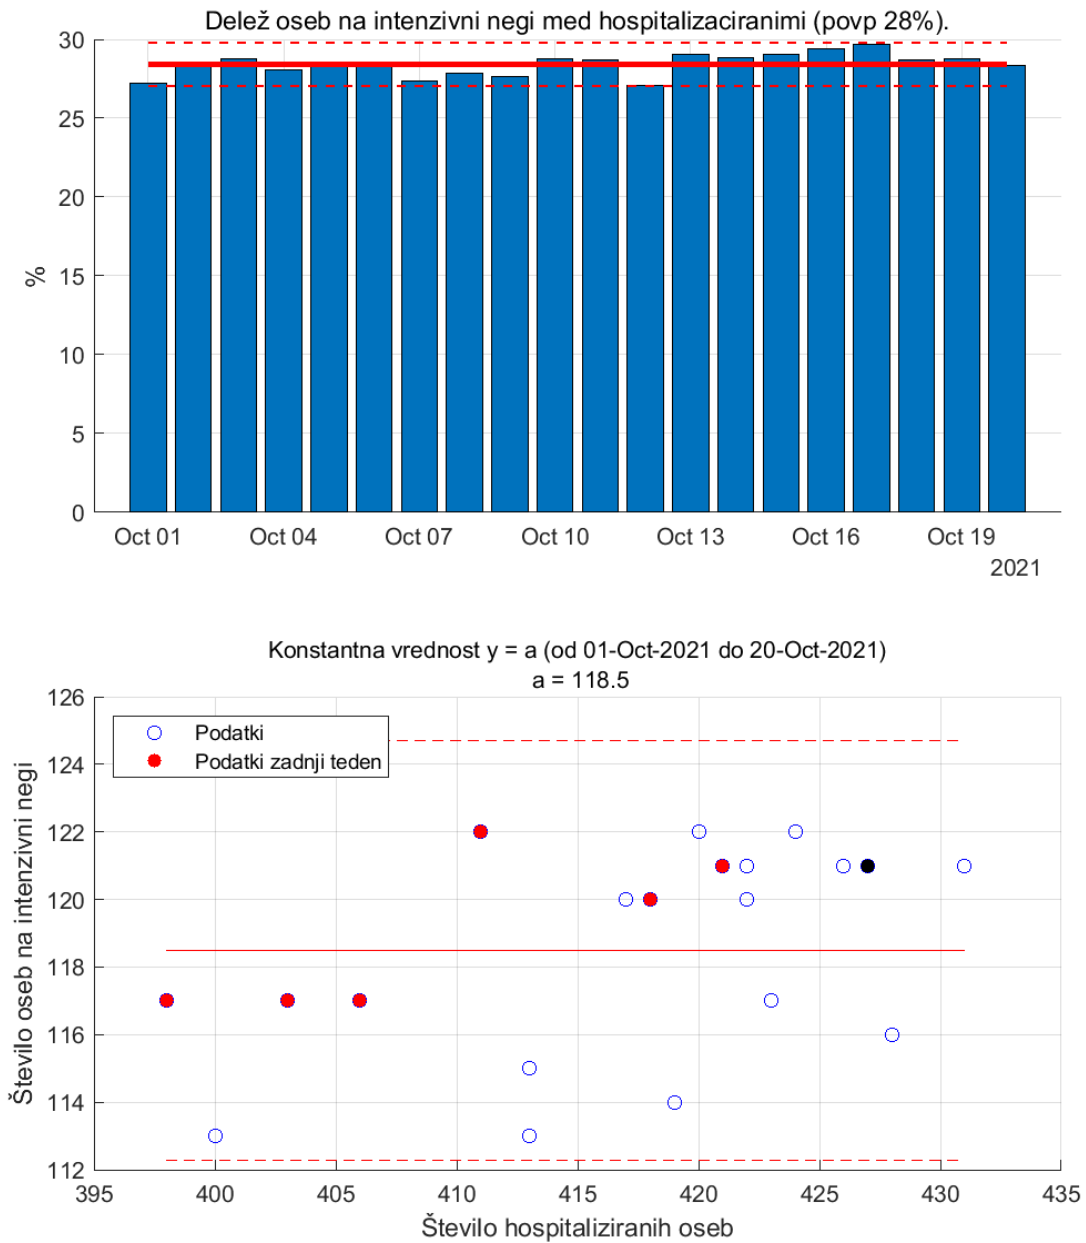 Delež oseb na intenzivni negi med hospitalizaciranimi (povp 28%).
30
25
20
15
10
5
0
%
Oct 01 Oct 04 Oct 07 Oct 10 Oct 13 Oct 16 Oct 19
2021
Konstantna vrednost y = a (od 01-Oct-2021 do 20-Oct-2021)
a = 118.5
126
124
122
120
118
116
114
112
Število oseb na intenzivni negi
Podatki
Podatki zadnji teden
395 400 405 410 415 420 425 430 435
Število hospitaliziranih oseb